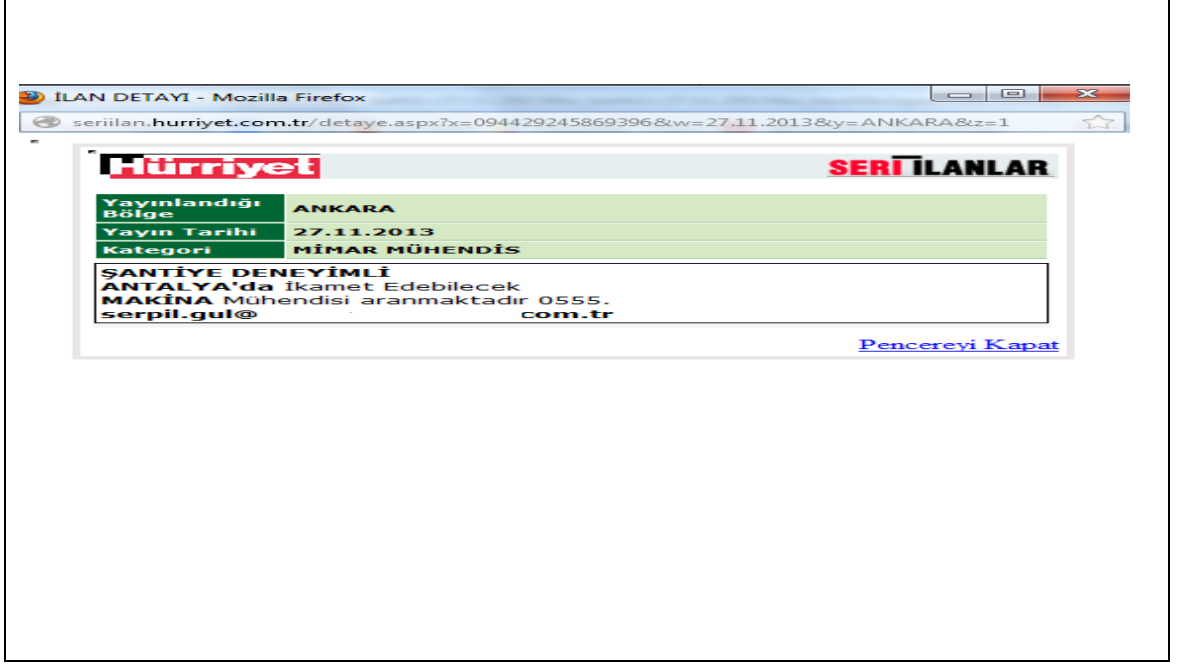 İLAN DETAYI - Mozilla Firefox
seriilan.hurriyet.com.tr/detaye.aspx?x=094429245869396&w=27.11.2013&y=ANKARA&z=1
Hürriyet SERİ İLANLAR
Yayınlandığı Bölge ANKARA
Yayın Tarihi 27.11.2013
Kategori MİMAR MÜHENDİS
ŞANTİYE DENEYİMLİ
ANTALYA'da İkamet Edebilecek
MAKİNA Mühendisi aranmaktadır 0555.
serpil.gul@ com.tr
Pencereyi Kapat